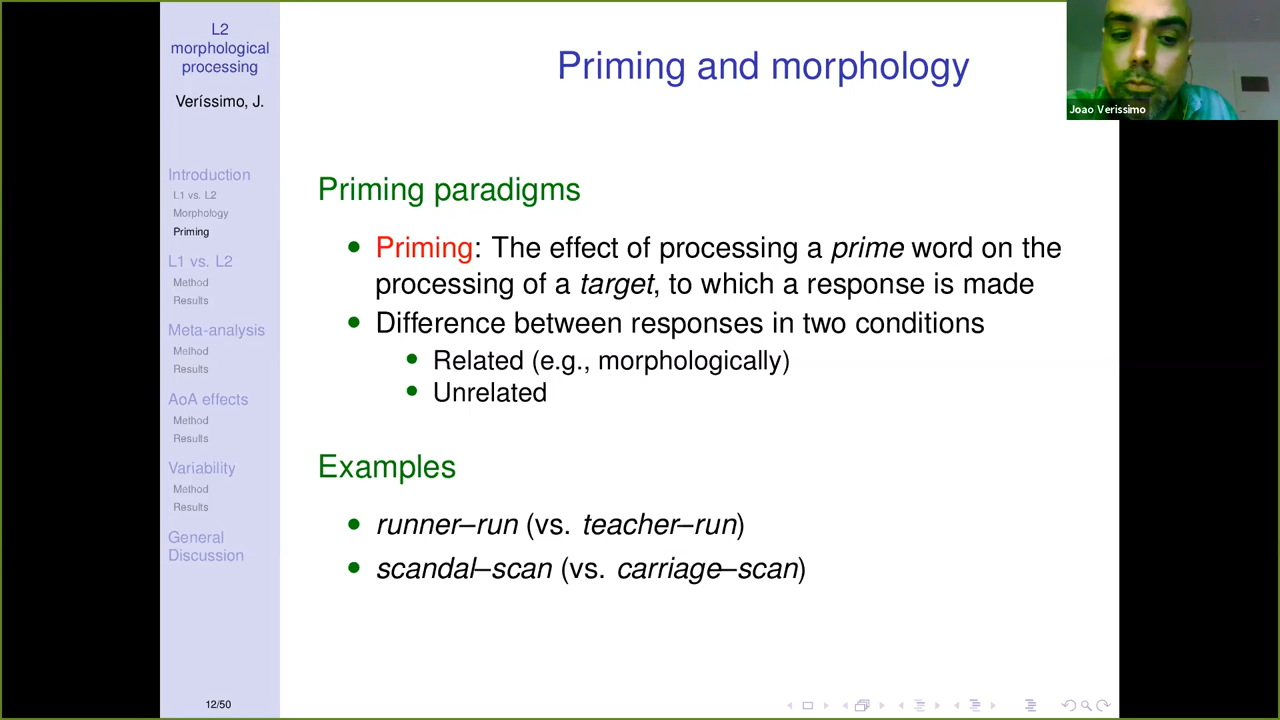 L2
morphological
processing
Veríssimo, J.
Introduction
L1 vs. L2
Morphology
Priming
L1 vs. L2
Method
Results
Meta-analysis
Method
Results
AoA effects
Method
Results
Variability
Method
Results
General
Discussion
12/50
Priming and morphology
Priming paradigms
• Priming: The effect of processing a prime word on the
processing of a target, to which a response is made
• Difference between responses in two conditions
• Related (e.g., morphologically)
• Unrelated
Examples
• runner–run (vs. teacher–run)
• scandal–scan (vs. carriage–scan)
Joao Verissimo